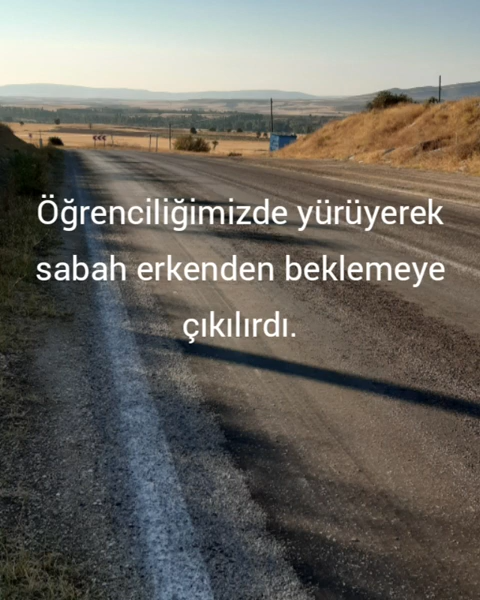 Öğrenciliğimizde yürüyerek
sabah erkenden beklemeye
çıkılırdı.